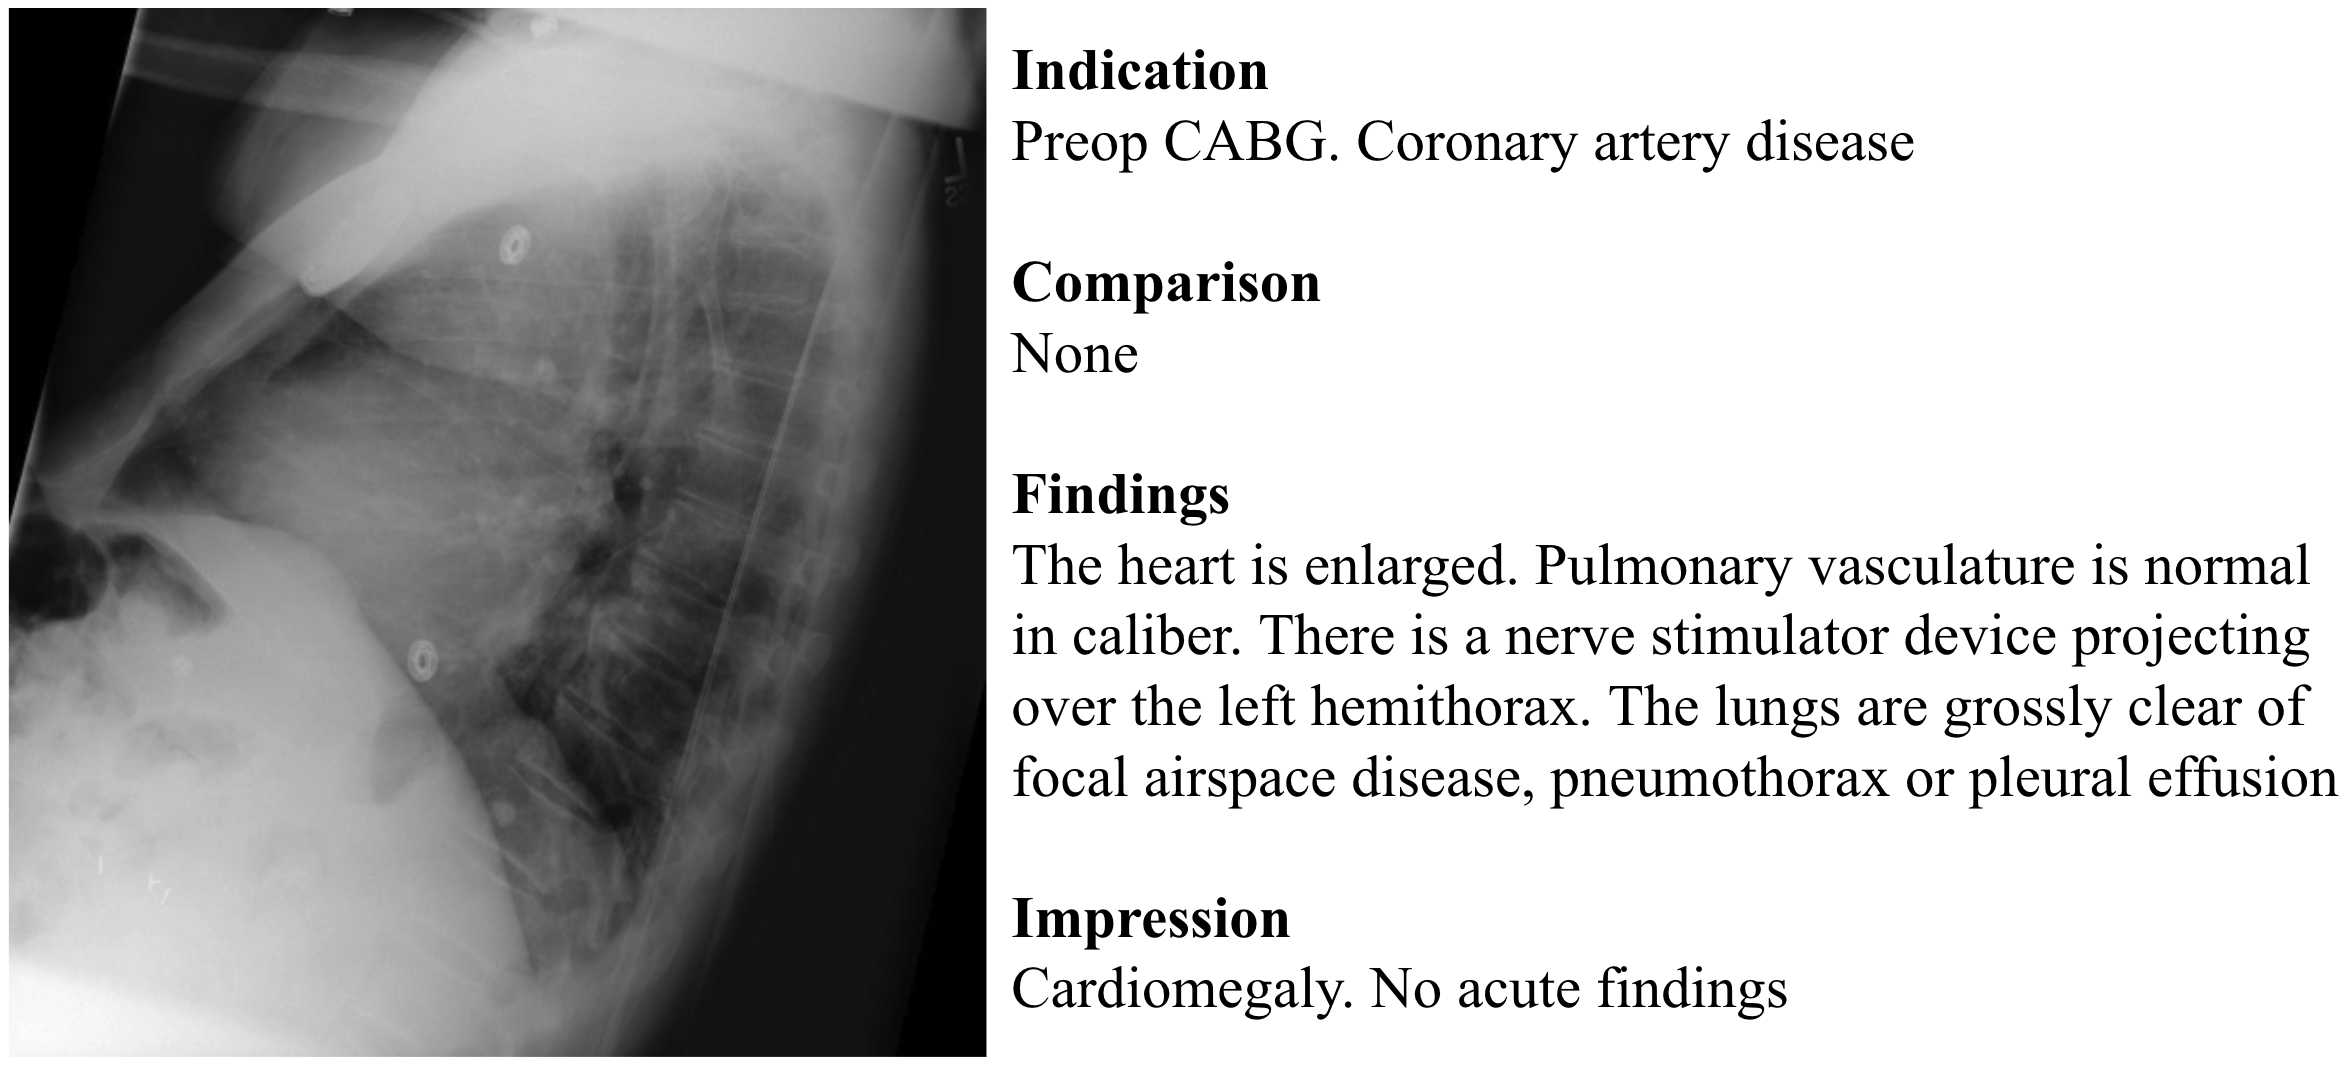 Indication
Preop CABG. Coronary artery disease
Comparison
None
Findings
The heart is enlarged. Pulmonary vasculature is normal
in caliber. There is a nerve stimulator device projecting
over the left hemithorax. The lungs are grossly clear of
focal airspace disease, pneumothorax or pleural effusion
Impression
Cardiomegaly. No acute findings
L